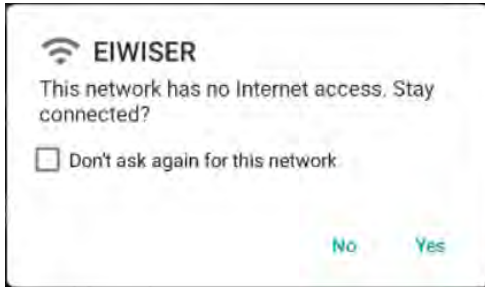 EIWISER
This network has no Internet access. Stay
connected?
Don't ask again for this network
No Yes